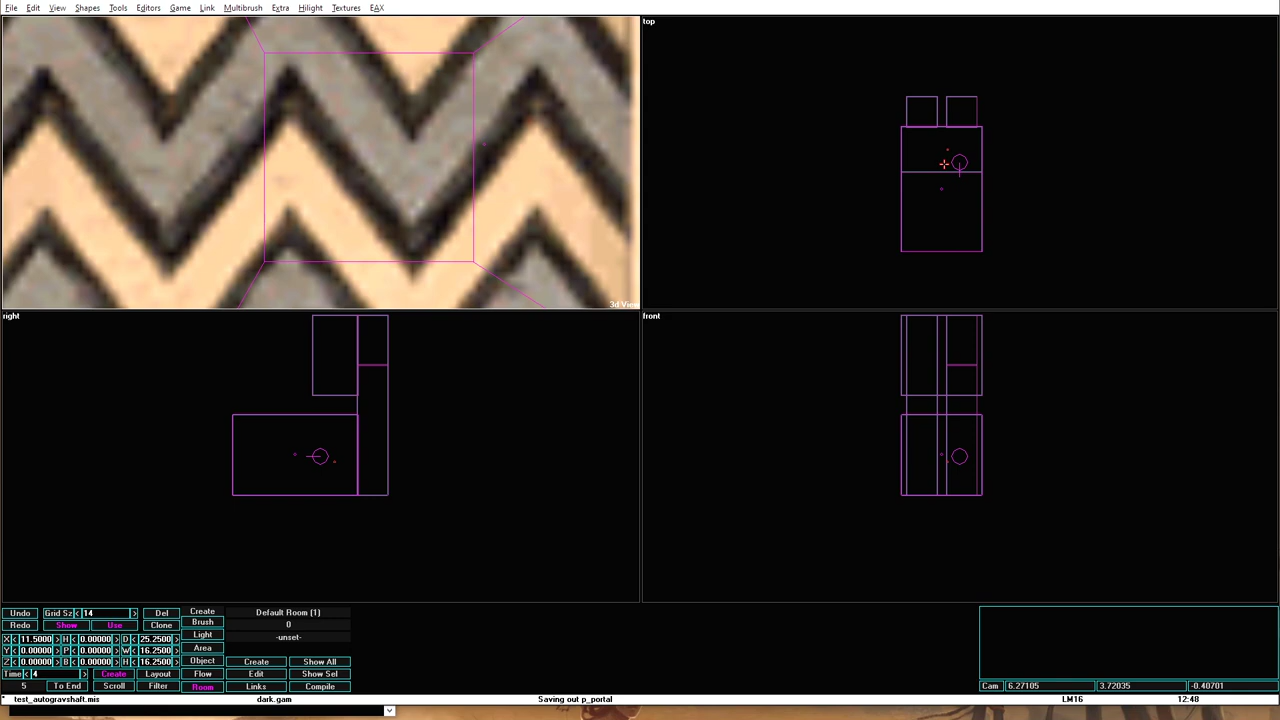 File Edit View Shapes Tools Editors Game Link Multibrush Extra Hilight Textures EAX
3d View
top
right
front
Undo Grid Sz < 14 > Del Create Default Room (1)
Redo Show Use Clone Brush 0
X < 11.5000 > H < 0.00000 > D 25.2500 > Light -unset-
Y < 0.00000 > P < 0.00000 > W 16.2500 > Area
Z < 0.00000 > B < 0.00000 > H 16.2500 > Object Create Show All
Time < 4 > Create Layout Flow Edit Show Sel
5 To End Scroll Filter Room Links Compile
Cam 6.27105 3.72035 -0.40701
* test_autogravshaft.mis dark.gam Saving out p_portal LM16 12:48